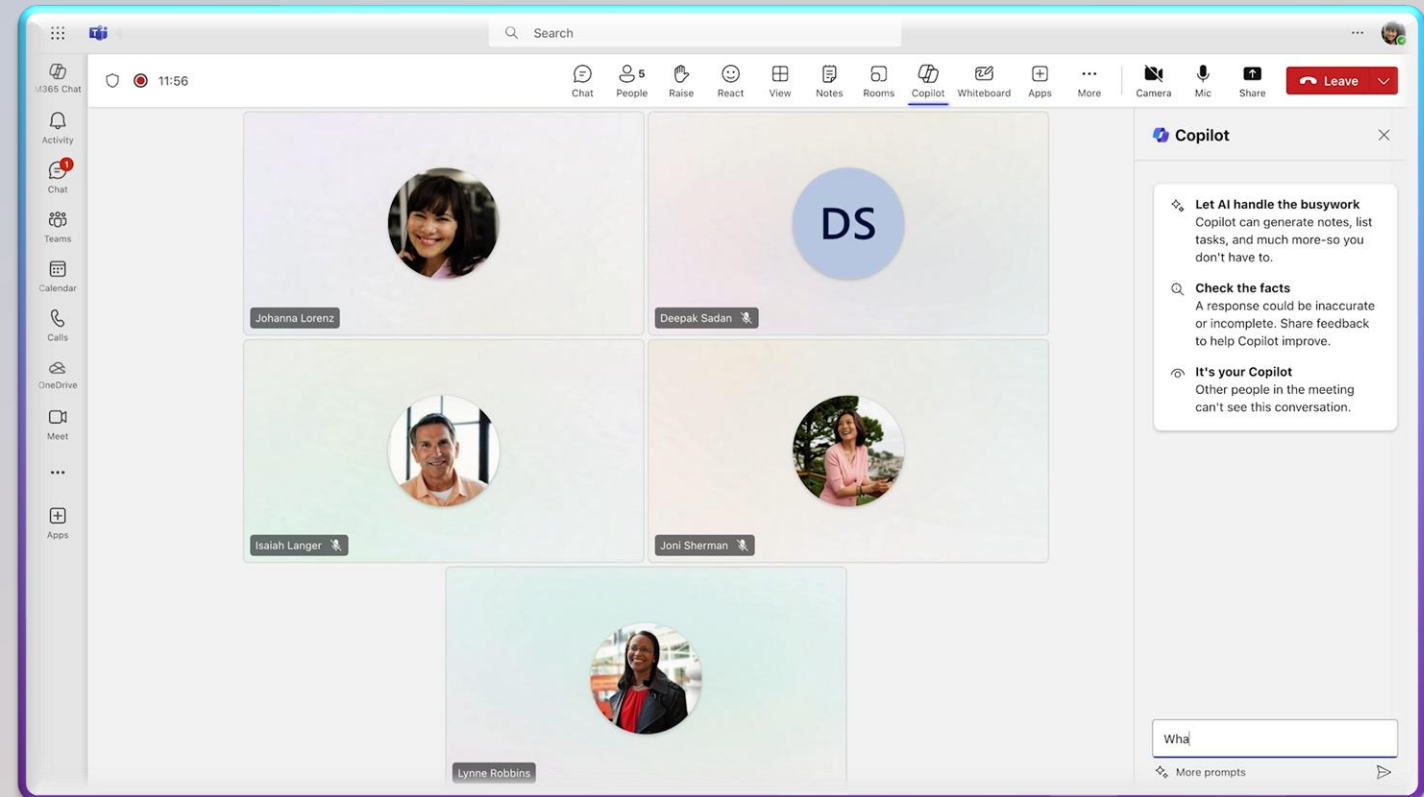 Search
M365 Chat
Activity
1
Chat
Teams
Calendar
Calls
OneDrive
Meet
Apps
11:56
Chat
5
People
Raise
React
View
Notes
Rooms
Copilot
Whiteboard
Apps
More
Camera
Mic
Share
Leave
Johanna Lorenz
DS
Deepak Sadan
Isaiah Langer
Joni Sherman
Lynne Robbins
Copilot
Let AI handle the busywork
Copilot can generate notes, list
tasks, and much more-so you
don't have to.
Check the facts
A response could be inaccurate
or incomplete. Share feedback
to help Copilot improve.
It's your Copilot
Other people in the meeting
can't see this conversation.
Wha
More prompts